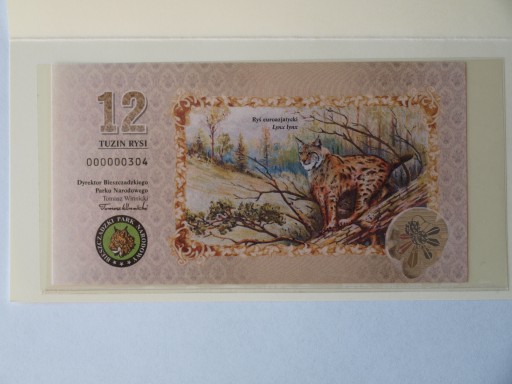 12
TUZIN RYSI
000000304
Dyrektor Bieszczadzkiego
Parku Narodowego
Tomasz Winnicki
Ryś euroazjatycki
Lynx lynx
BIESZCZADZKI PARK NARODOWY